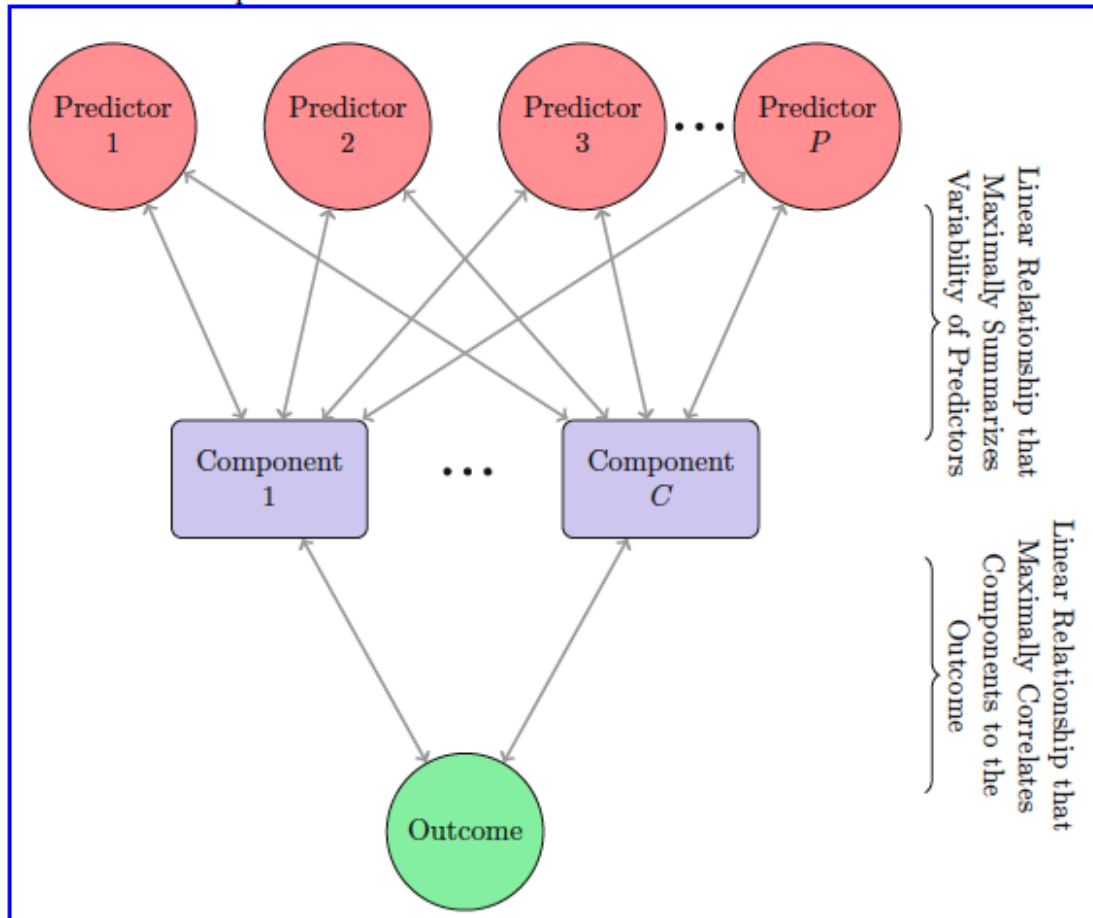 Predictor
1
Predictor
2
Predictor
3
Predictor
P
Linear Relationship that
Maximally Summarizes
Variability of Predictors
Component
1
Component
C
Linear Relationship that
Maximally Correlates
Components to the
Outcome
Outcome